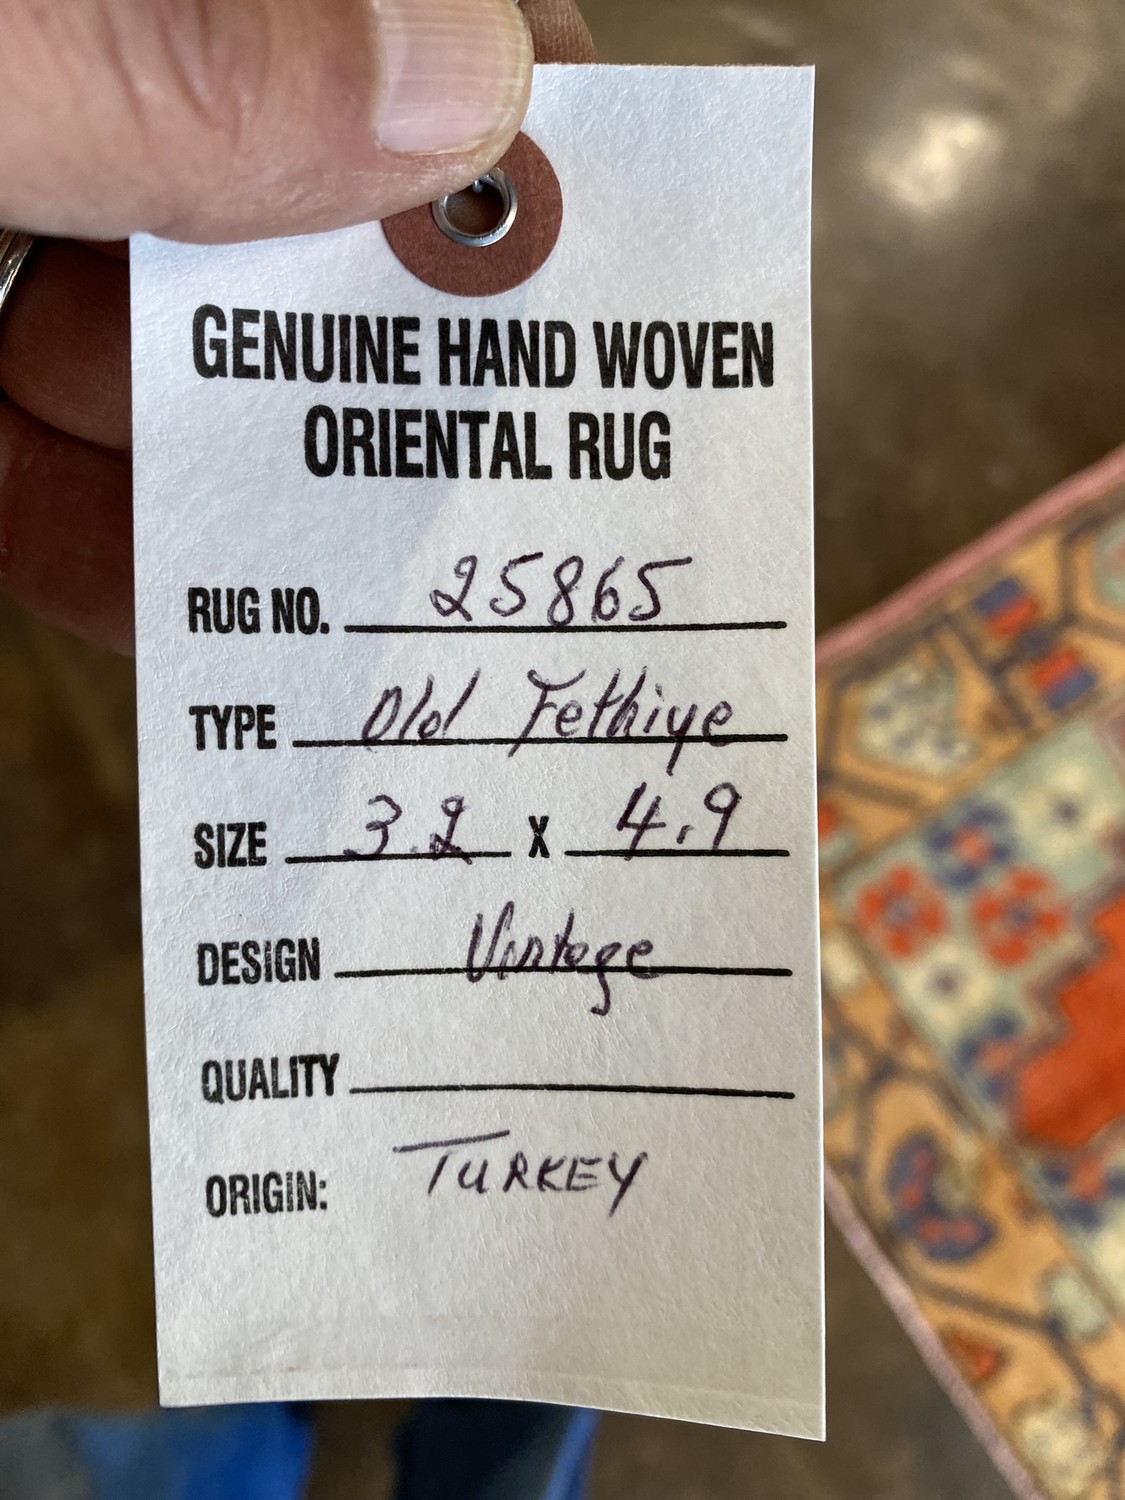 GENUINE HAND WOVEN
ORIENTAL RUG
RUG NO. 25865
TYPE Old Fethiye
SIZE 3.2 X 4.9
DESIGN Vintage
QUALITY
ORIGIN: TURKEY